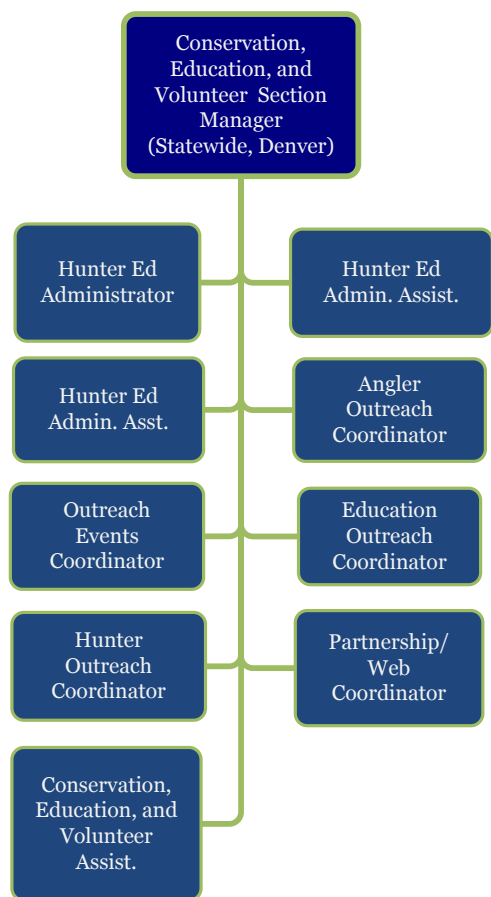 Conservation,
Education, and
Volunteer Section
Manager
(Statewide, Denver)
Hunter Ed
Administrator
Hunter Ed
Admin. Assist.
Hunter Ed
Admin. Asst.
Angler
Outreach
Coordinator
Outreach
Events
Coordinator
Education
Outreach
Coordinator
Hunter
Outreach
Coordinator
Partnership/
Web
Coordinator
Conservation,
Education, and
Volunteer
Assist.